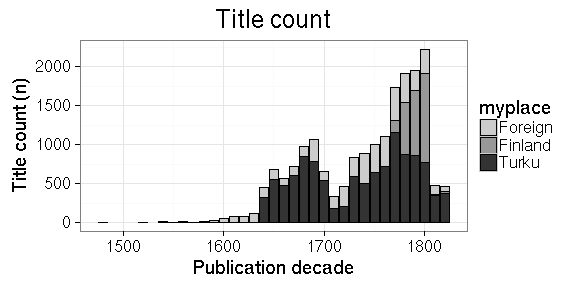 Title count
Title count (n)
2000
1500
1000
500
0
1500
1600
1700
1800
Publication decade
myplace
Foreign
Finland
Turku